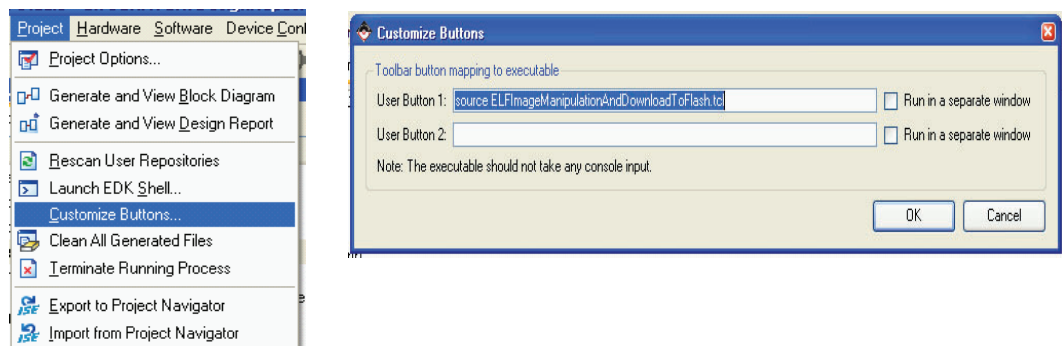 Project Hardware Software Device
Project Options...
Generate and View Block Diagram
Generate and View Design Report
Rescan User Repositories
Launch EDK Shell...
Customize Buttons...
Clean All Generated Files
Terminate Running Process
ISE Export to Project Navigator
ISE Import from Project Navigator
Customize Buttons
Toolbar button mapping to executable
User Button 1: source ELFImageManipulationAndDownloadToFlash.tcl Run in a separate window
User Button 2: Run in a separate window
Note: The executable should not take any console input.
OK Cancel